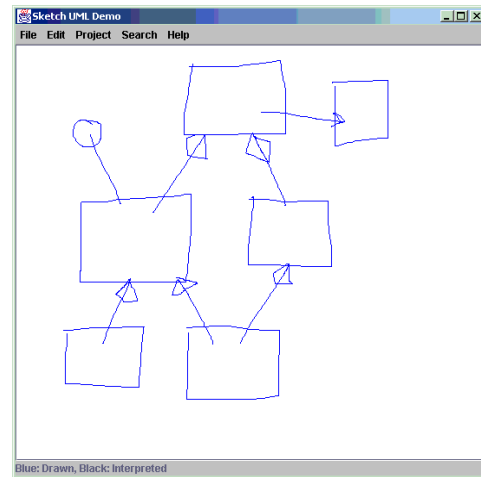 Sketch UML Demo
File Edit Project Search Help
Blue: Drawn, Black: Interpreted